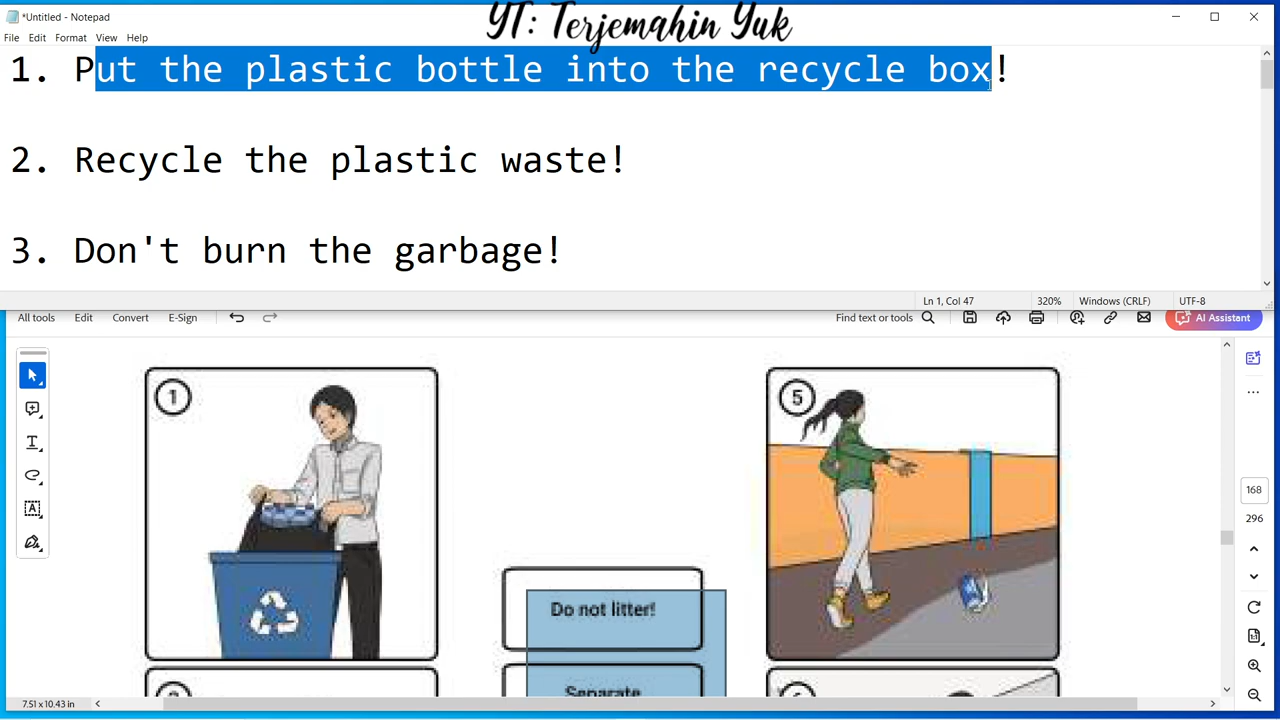 *Untitled - Notepad
YT: Terjemahin Yuk
File Edit Format View Help
1. Put the plastic bottle into the recycle box!
2. Recycle the plastic waste!
3. Don't burn the garbage!
Ln 1, Col 47 320% Windows (CRLF) UTF-8
All tools Edit Convert E-Sign Find text or tools AI Assistant
1
5
168
296
Do not litter!
Separate
7.51 x 10.43 in